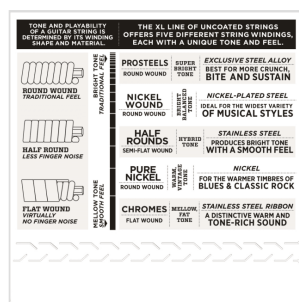 TONE AND PLAYABILITY
OF A GUITAR STRING IS
DETERMINED BY ITS WINDING
SHAPE AND MATERIAL.
THE XL LINE OF UNCOATED STRINGS
OFFERS FIVE DIFFERENT STRING WINDINGS,
EACH WITH A UNIQUE TONE AND FEEL.
ROUND WOUND
TRADITIONAL FEEL
HALF ROUND
LESS FINGER NOISE
FLAT WOUND
VIRTUALLY
NO FINGER NOISE
BRIGHT TONE
TRADITIONAL FEEL
MELLOW TONE
SMOOTH FEEL
PROSTEELS
ROUND WOUND
SUPER
BRIGHT
TONE
EXCLUSIVE STEEL ALLOY
BEST FOR MORE CRUNCH,
BITE AND SUSTAIN
NICKEL
WOUND
ROUND WOUND
BRIGHT
BALANCED
TONE
NICKEL-PLATED STEEL
IDEAL FOR THE WIDEST VARIETY
OF MUSICAL STYLES
HALF
ROUNDS
SEMI-FLAT WOUND
HYBRID
TONE
STAINLESS STEEL
PRODUCES BRIGHT TONE
WITH A SMOOTH FEEL
PURE
NICKEL
ROUND WOUND
WARM,
VINTAGE
TONE
NICKEL
FOR THE WARMER TIMBRES OF
BLUES & CLASSIC ROCK
CHROMES
FLAT WOUND
MELLOW,
FAT
TONE
STAINLESS STEEL RIBBON
A DISTINCTIVE WARM AND
TONE-RICH SOUND